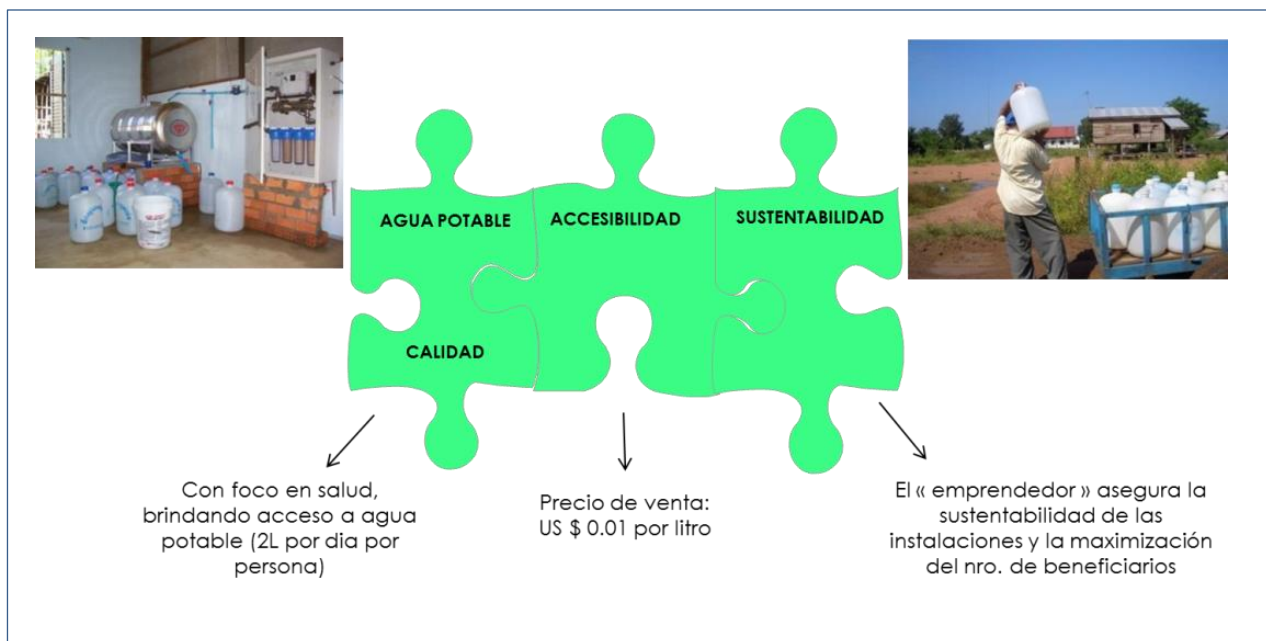 AGUA POTABLE
ACCESIBILIDAD
SUSTENTABILIDAD
CALIDAD
Con foco en salud,
brindando acceso a agua
potable (2L por dia por
persona)
Precio de venta:
US $ 0.01 por litro
El « emprendedor » asegura la
sustentabilidad de las
instalaciones y la maximización
del nro. de beneficiarios